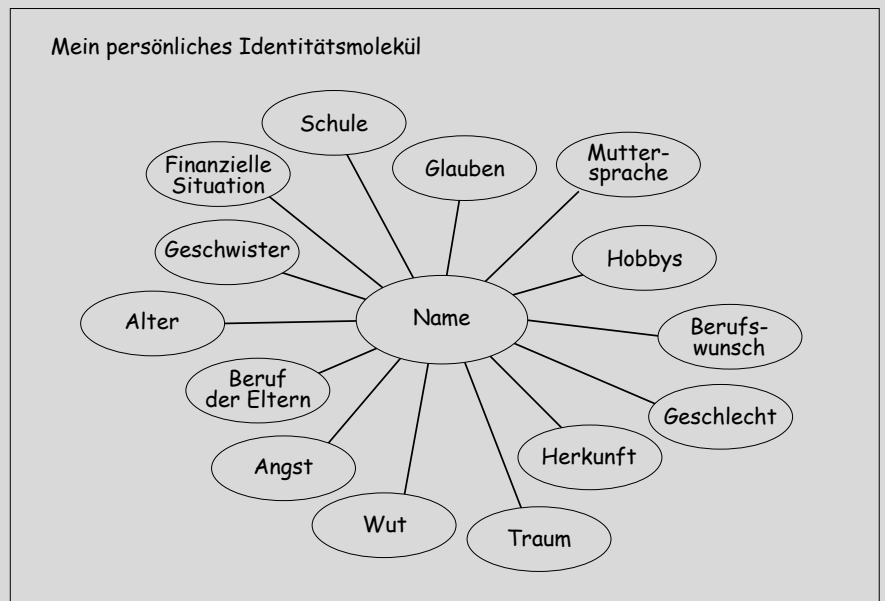 Mein persönliches Identitätsmolekül
Schule
Finanzielle
Situation
Glauben
Mutter-
sprache
Geschwister
Hobbys
Alter
Name
Berufs-
wunsch
Beruf
der Eltern
Geschlecht
Angst
Herkunft
Wut
Traum